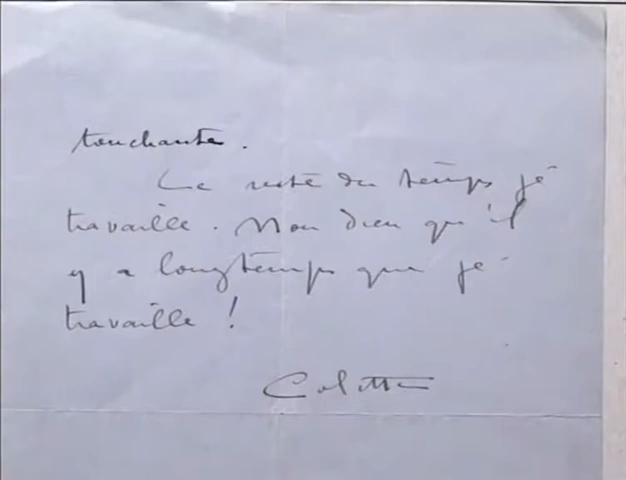 touchante.
Le reste du temps je
travaille. Mon dieu qu'il
y a longtemps que je
travaille !
Colette